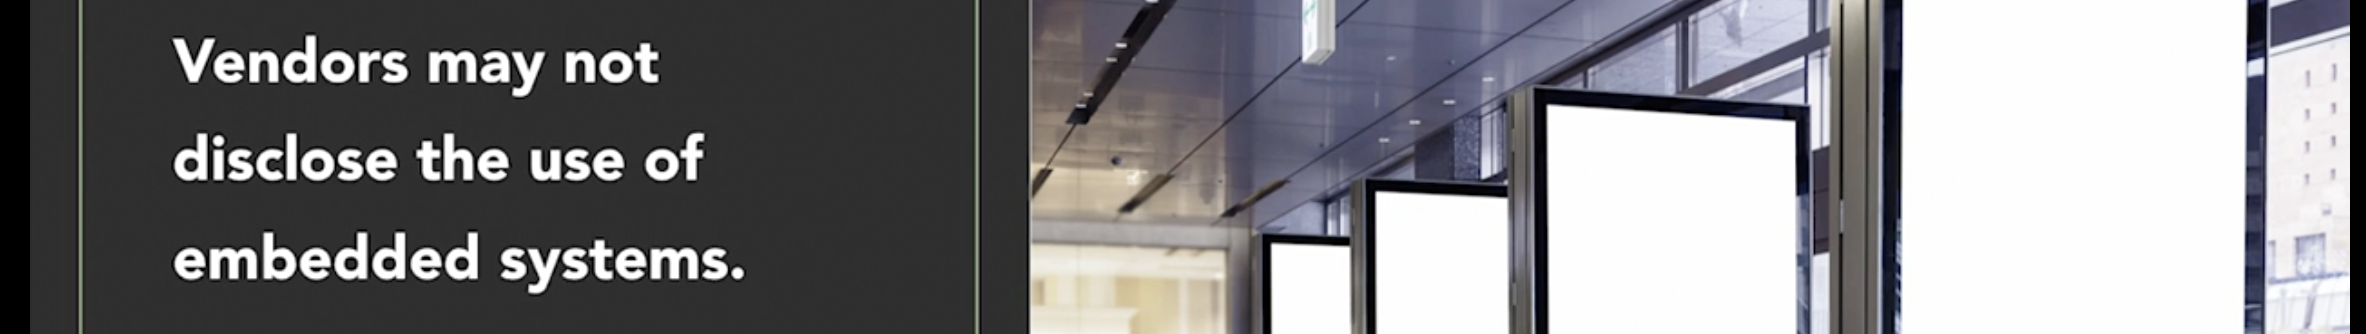 Vendors may not
disclose the use of
embedded systems.